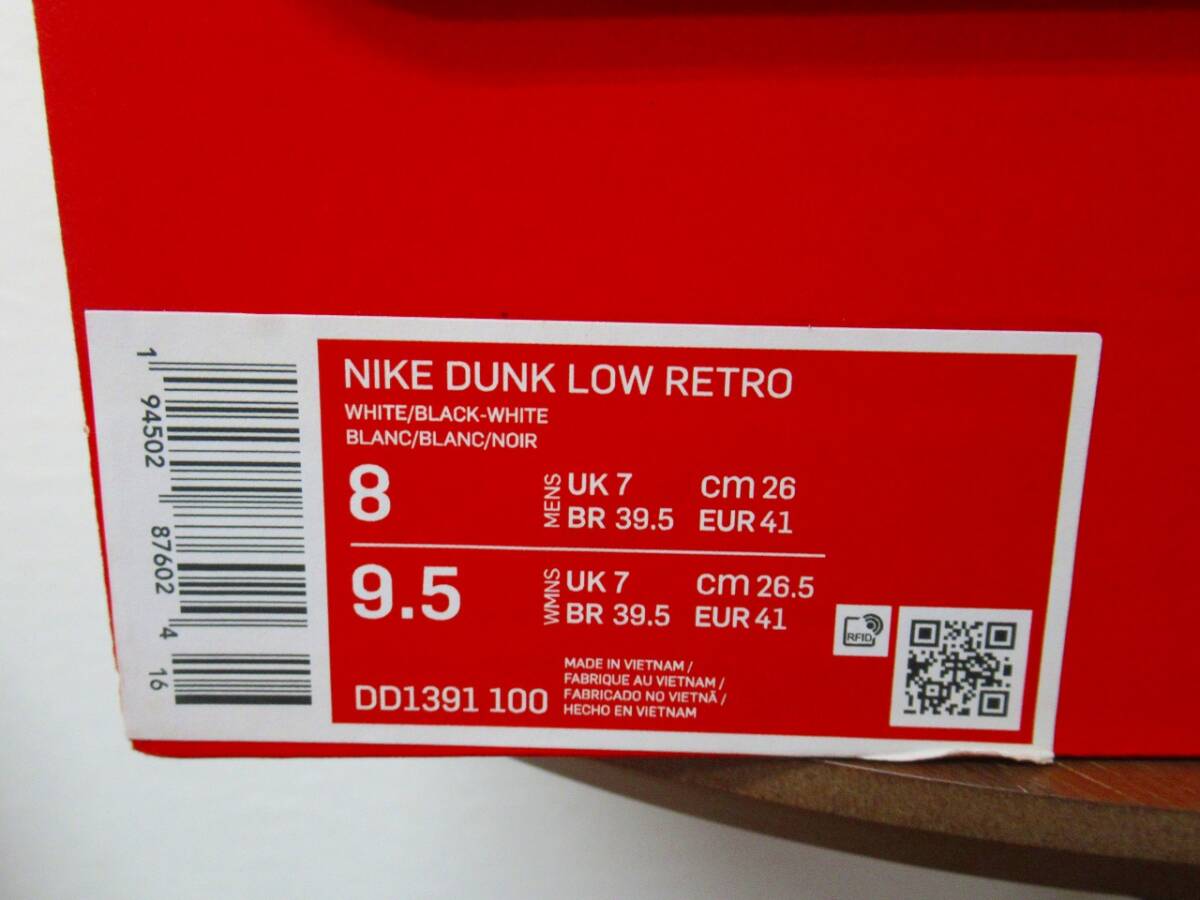 1 94502 87602 4 16
NIKE DUNK LOW RETRO
WHITE/BLACK-WHITE
BLANC/BLANC/NOIR
8
MENS
UK 7 cm 26
BR 39.5 EUR 41
9.5
WMNS
UK 7 cm 26.5
BR 39.5 EUR 41
RFID
DD1391 100
MADE IN VIETNAM /
FABRIQUE AU VIETNAM /
FABRICADO NO VIETNÃ /
HECHO EN VIETNAM